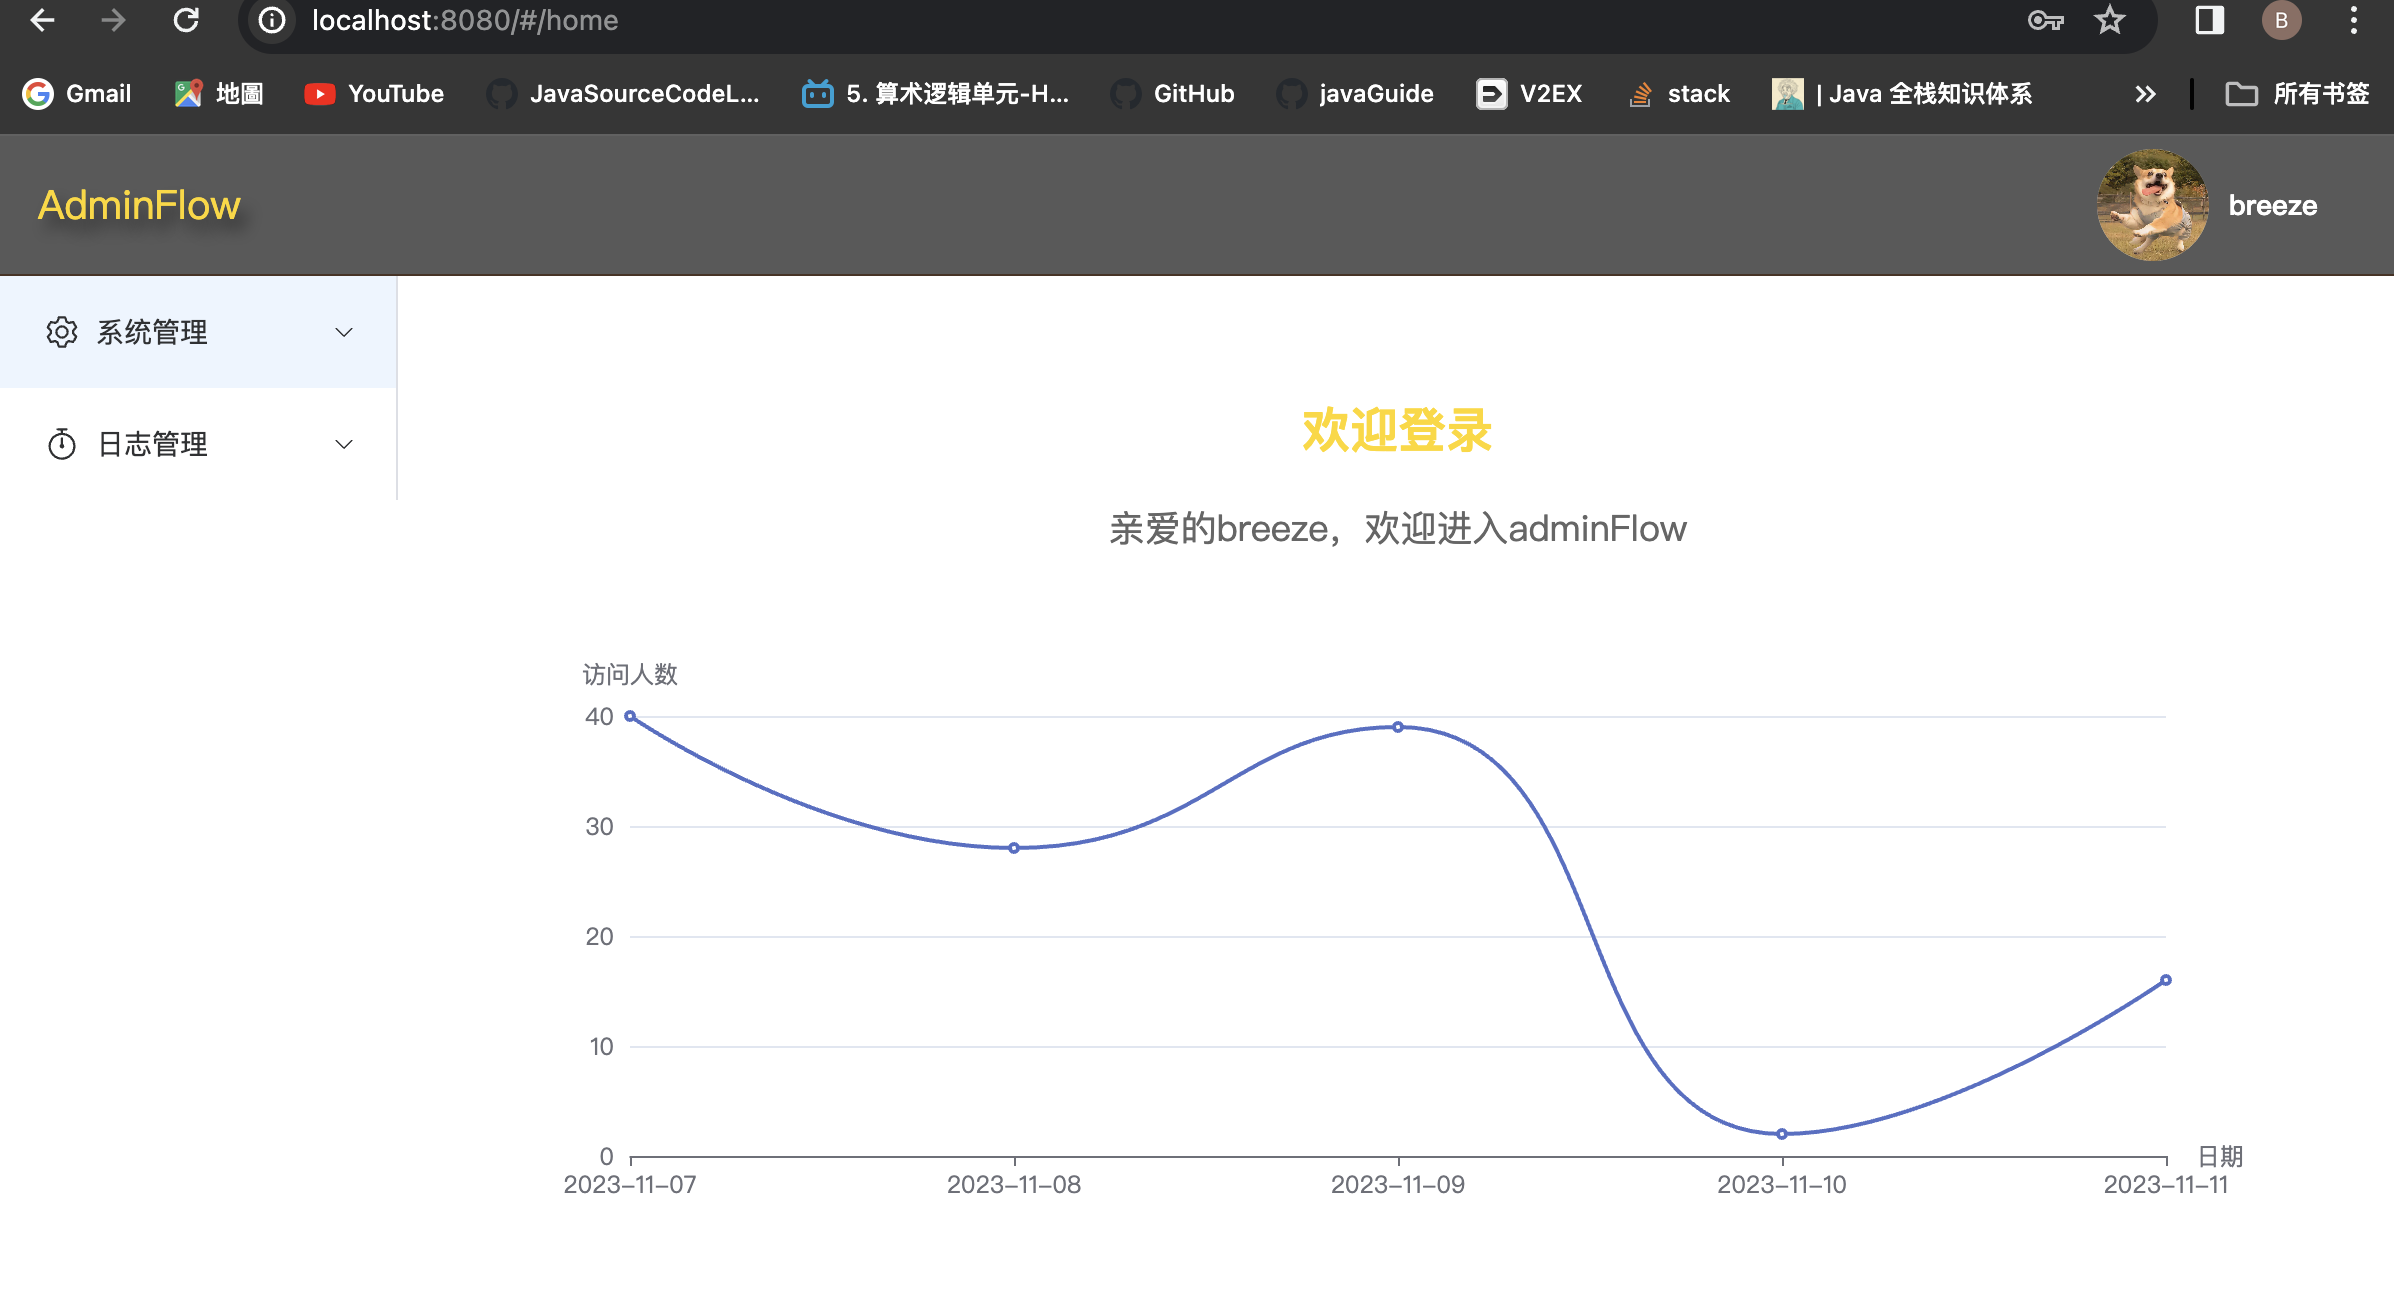 localhost:8080/#/home
B
Gmail 地圖 YouTube JavaSourceCodeL... 5. 算术逻辑单元-H... GitHub javaGuide V2EX stack | Java 全栈知识体系 所有书签
AdminFlow
breeze
系统管理
日志管理
欢迎登录
亲爱的breeze，欢迎进入adminFlow
访问人数
40
30
20
10
0
日期
2023-11-07 2023-11-08 2023-11-09 2023-11-10 2023-11-11